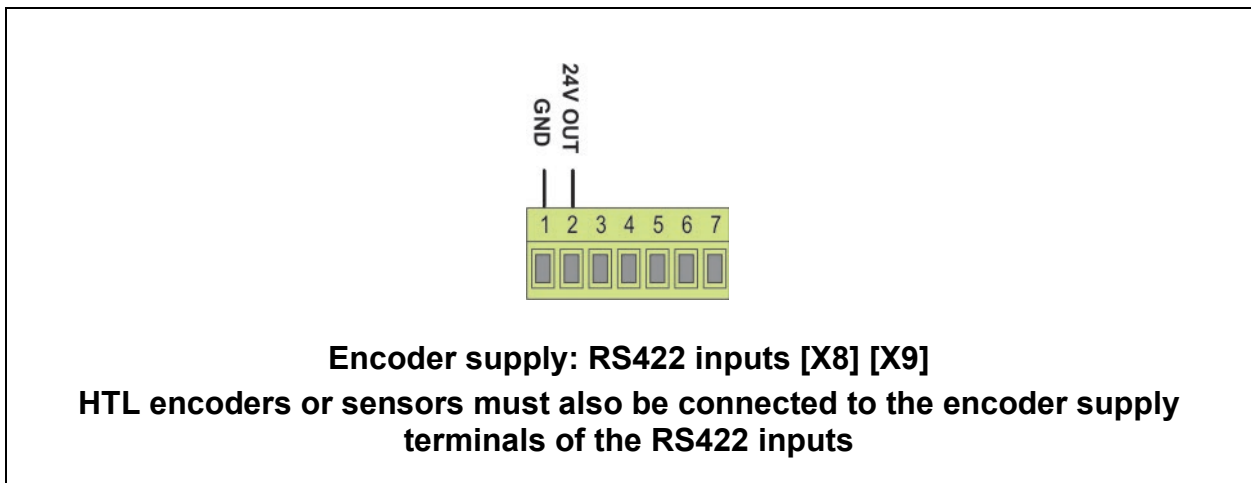 GND
24V OUT
1 2 3 4 5 6 7
Encoder supply: RS422 inputs [X8] [X9]
HTL encoders or sensors must also be connected to the encoder supply
terminals of the RS422 inputs